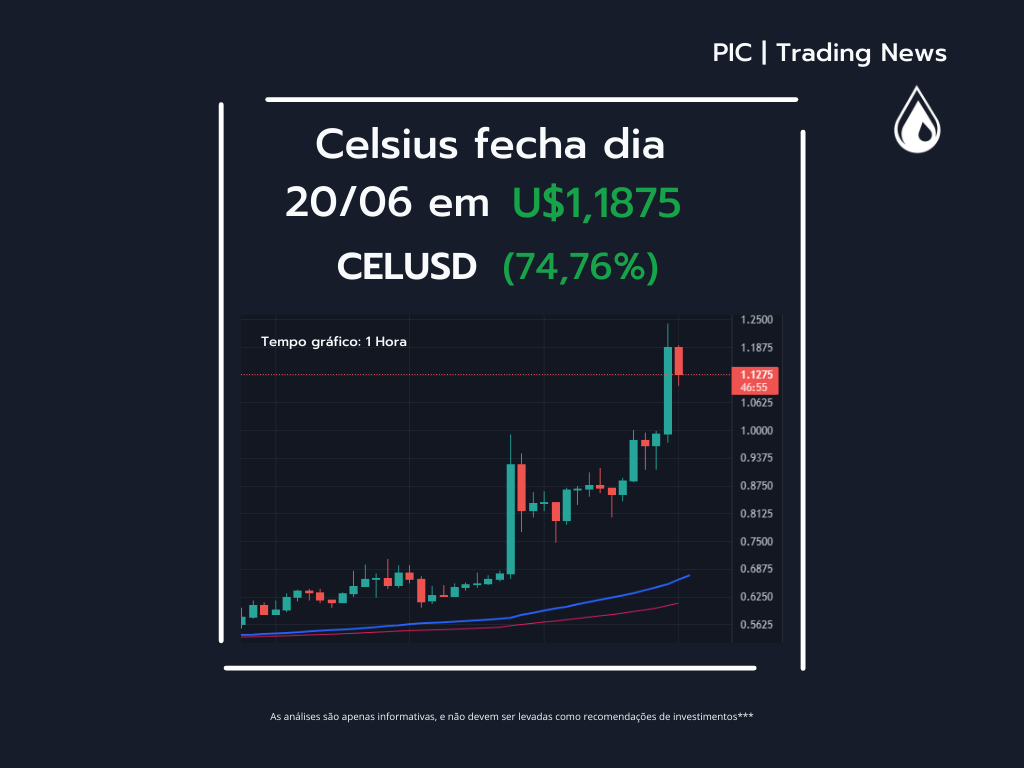 PIC | Trading News
Celsius fecha dia
20/06 em U$1,1875
CELUSD (74,76%)
Tempo gráfico: 1 Hora
1.2500
1.1875
1.1275
46:55
1.0625
1.0000
0.9375
0.8750
0.8125
0.7500
0.6875
0.6250
0.5625
As análises são apenas informativas, e não devem ser levadas como recomendações de investimentos***